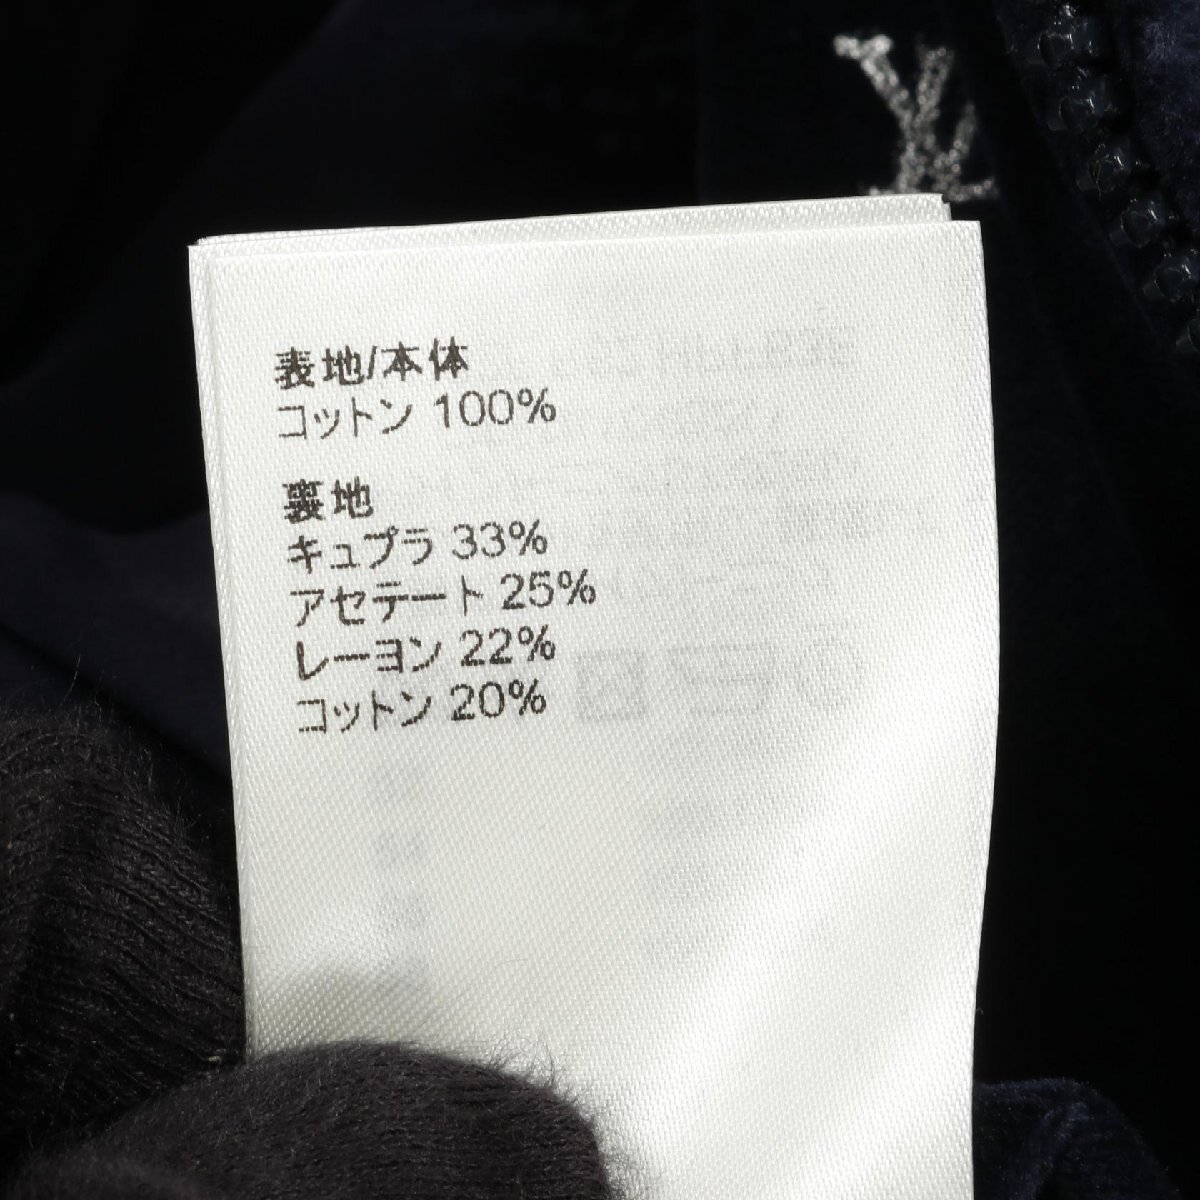 LV
表地/本体
コットン 100%
裏地
キュプラ 33%
アセテート 25%
レーヨン 22%
コットン 20%